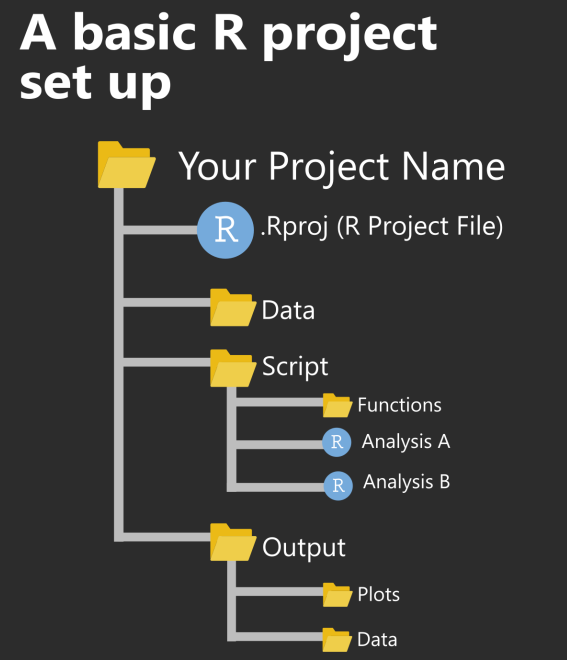 A basic R project
set up
Your Project Name
R
.Rproj (R Project File)
Data
Script
Functions
R
Analysis A
R
Analysis B
Output
Plots
Data